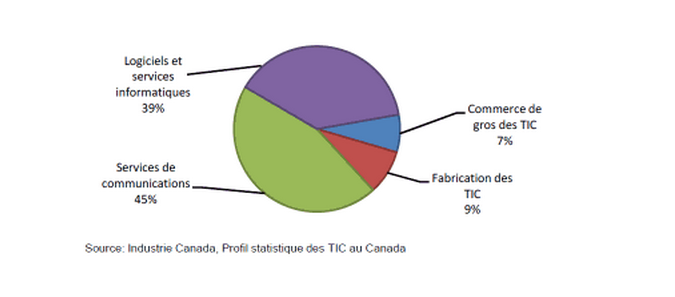 Logiciels et
services
informatiques
39%
Commerce de
gros des TIC
7%
Services de
communications
45%
Fabrication des
TIC
9%
Source: Industrie Canada, Profil statistique des TIC au Canada